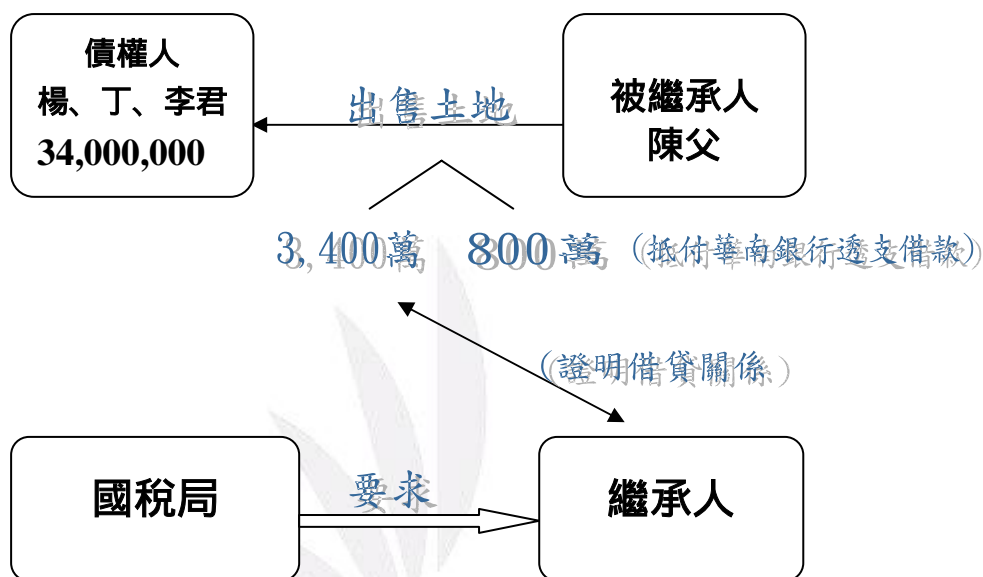 債權人
楊、丁、李君
34,000,000
出售土地
被繼承人
陳父
3,400萬
800萬
(抵付華南銀行透支借款)
(證明借貸關係)
國稅局
要求
繼承人